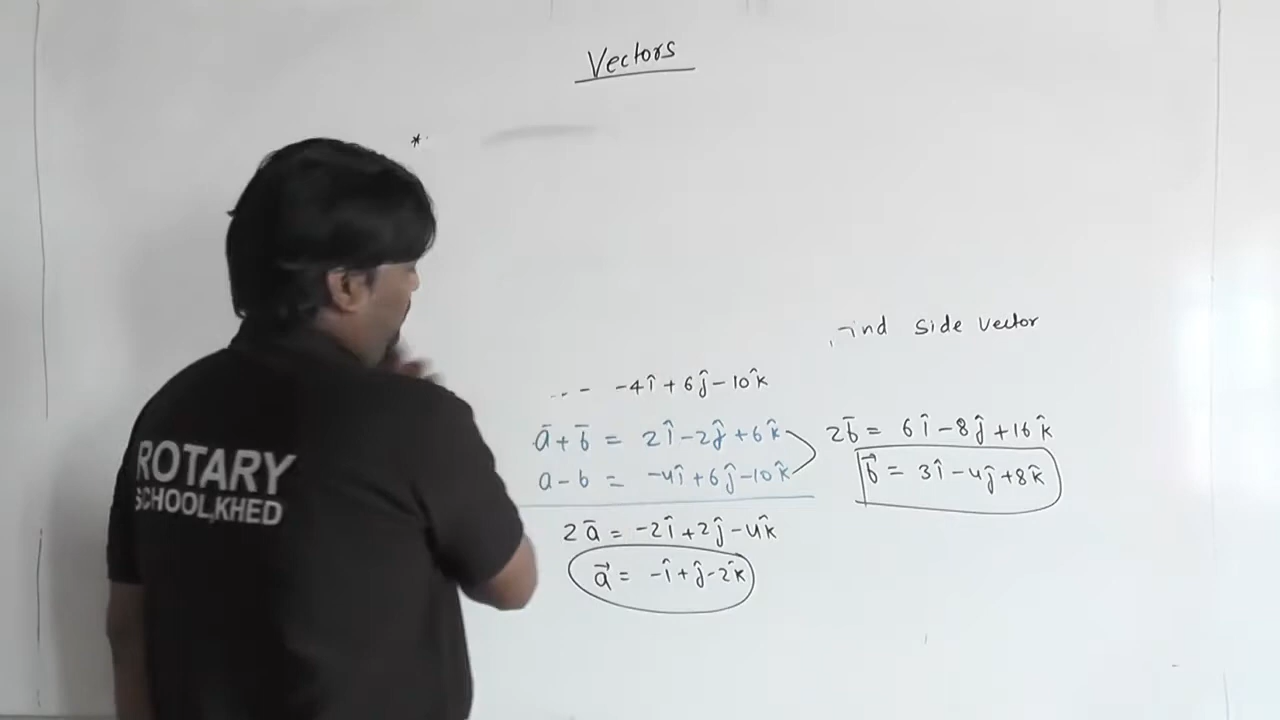 Vectors
*
ind side vector
-4î + 6ĵ - 10k̂
ā + b̄ = 2î - 2ĵ + 6k̂
a - b = -4î + 6ĵ - 10k̂
2ā = -2î + 2ĵ - 4k̂
a⃗ = -î + ĵ - 2k̂
2b̄ = 6î - 8ĵ + 16k̂
b⃗ = 3î - 4ĵ + 8k̂
ROTARY
SCHOOL,KHED